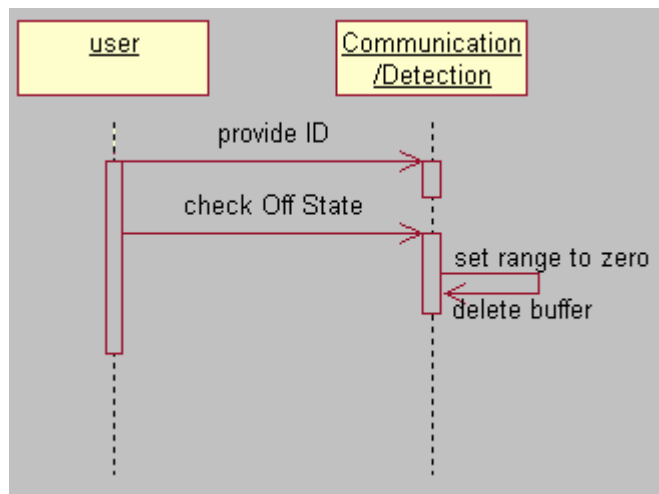 user
Communication
/Detection
provide ID
check Off State
set range to zero
delete buffer